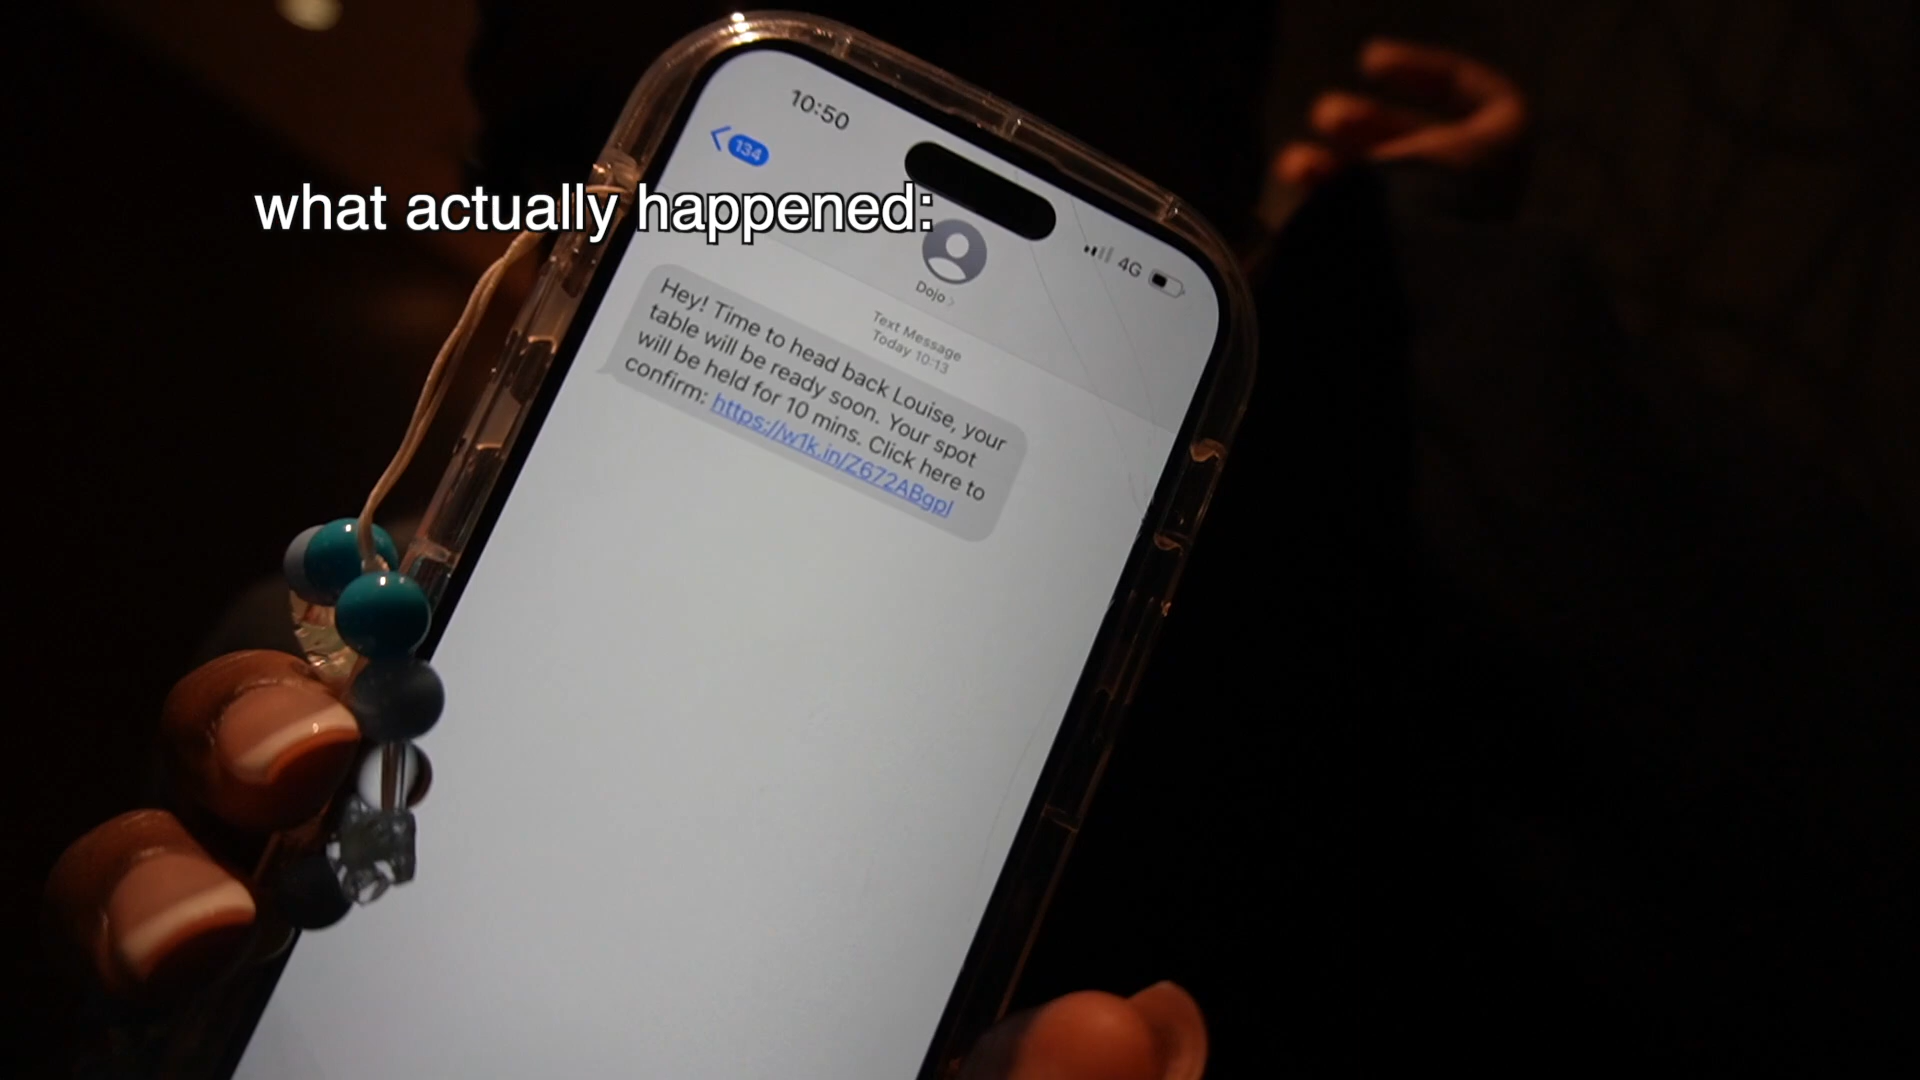 10:50
134
4G
what actually happened:
Dojo
Text Message
Today 10:13
Hey! Time to head back Louise, your
table will be ready soon. Your spot
will be held for 10 mins. Click here to
confirm: https://w1k.in/Z672ABgpl